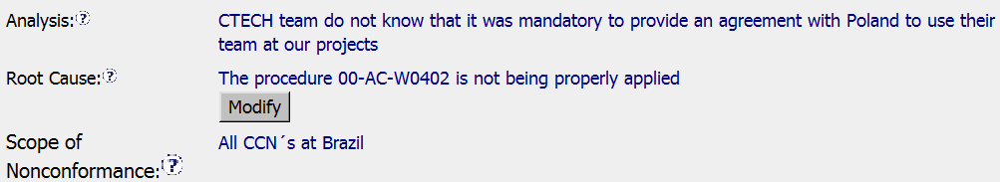 Analysis:? CTECH team do not know that it was mandatory to provide an agreement with Poland to use their
team at our projects
Root Cause:? The procedure 00-AC-W0402 is not being properly applied
Modify
Scope of All CCN´s at Brazil
Nonconformance:?